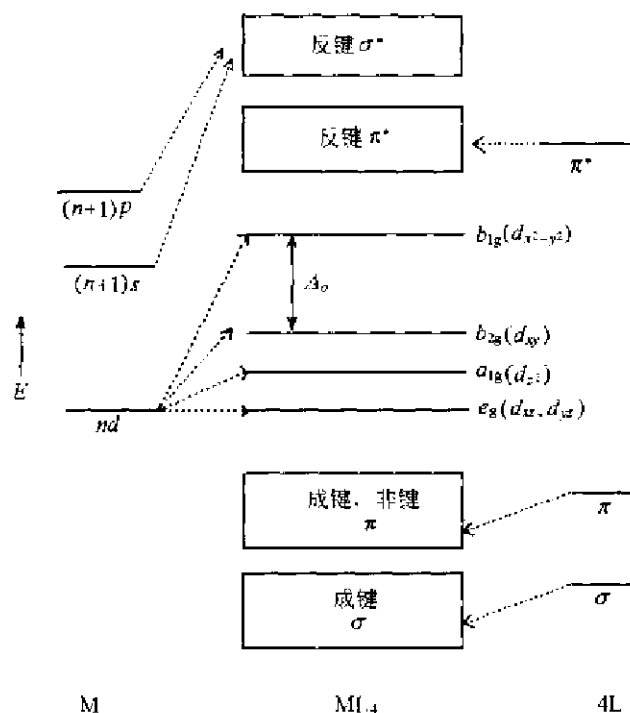 反键 σ*
反键 π*
π*
(n+1)p
b₁g(dx²−y²)
(n+1)s
Δₒ
b₂g(dxy)
E
a₁g(dz²)
nd
eg(dxz、dyz)
成键、非键
π
π
成键
σ
σ
M
ML₄
4L